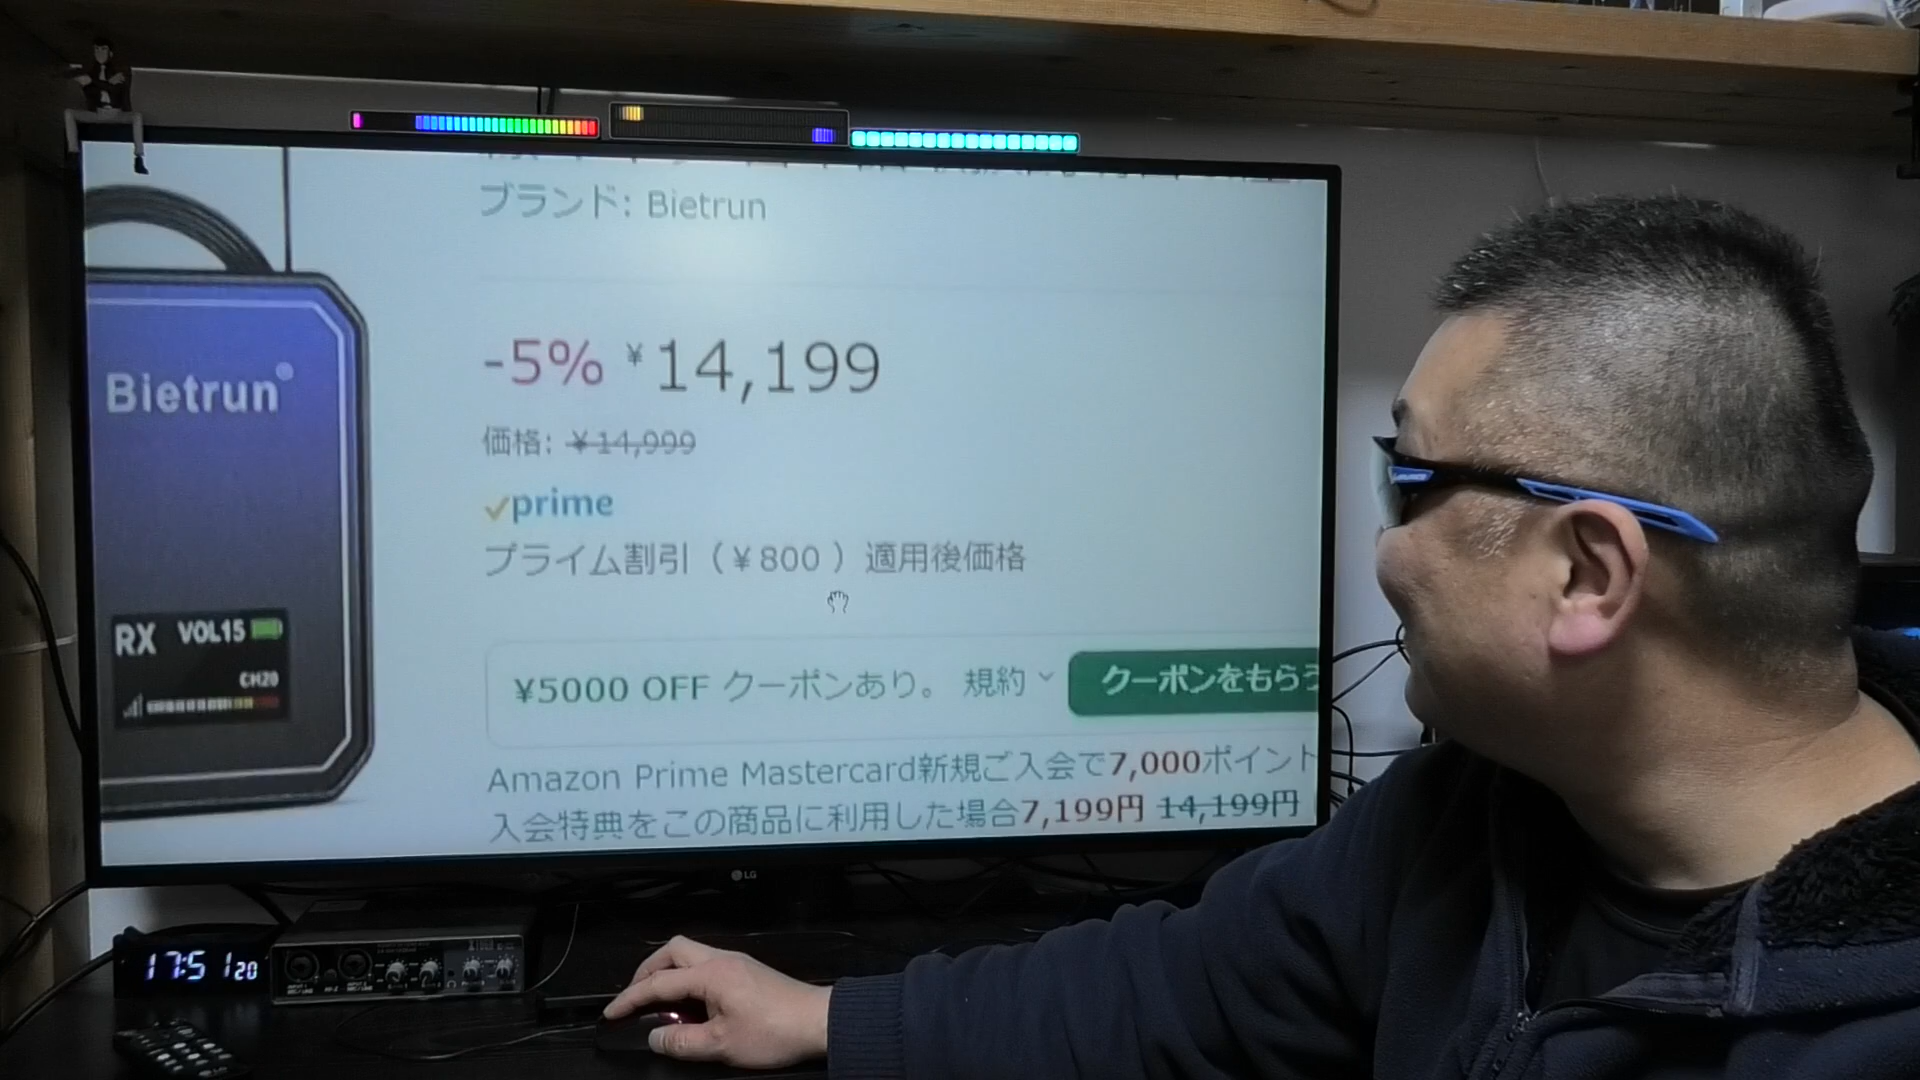 ブランド: Bietrun
-5% ¥14,199
価格: ¥14,999
prime
プライム割引（¥800 ）適用後価格
¥5000 OFF クーポンあり。 規約
クーポンをもらう
Amazon Prime Mastercard新規ご入会で7,000ポイント
入会特典をこの商品に利用した場合7,199円 14,199円
Bietrun®
RX VOL15
CH20
LG
17:51 20